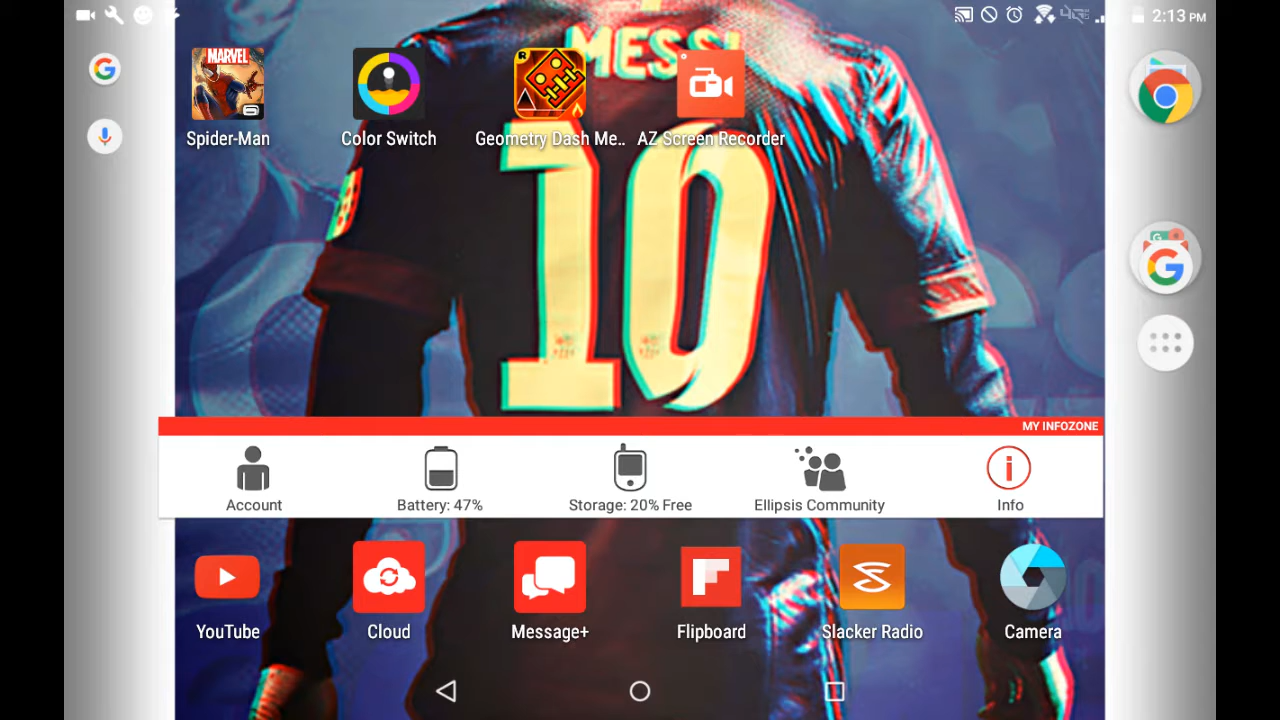 2:13 PM
MESSI
10
MARVEL
Spider-Man
Color Switch
Geometry Dash Me..
AZ Screen Recorder
MY INFOZONE
Account
Battery: 47%
Storage: 20% Free
Ellipsis Community
Info
YouTube
Cloud
Message+
Flipboard
Slacker Radio
Camera